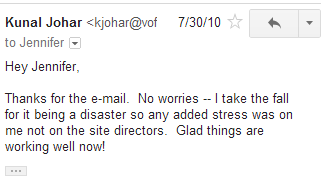 Kunal Johar <kjohar@vof 7/30/10
to Jennifer
Hey Jennifer,
Thanks for the e-mail.  No worries -- I take the fall
for it being a disaster so any added stress was on
me not on the site directors.  Glad things are
working well now!